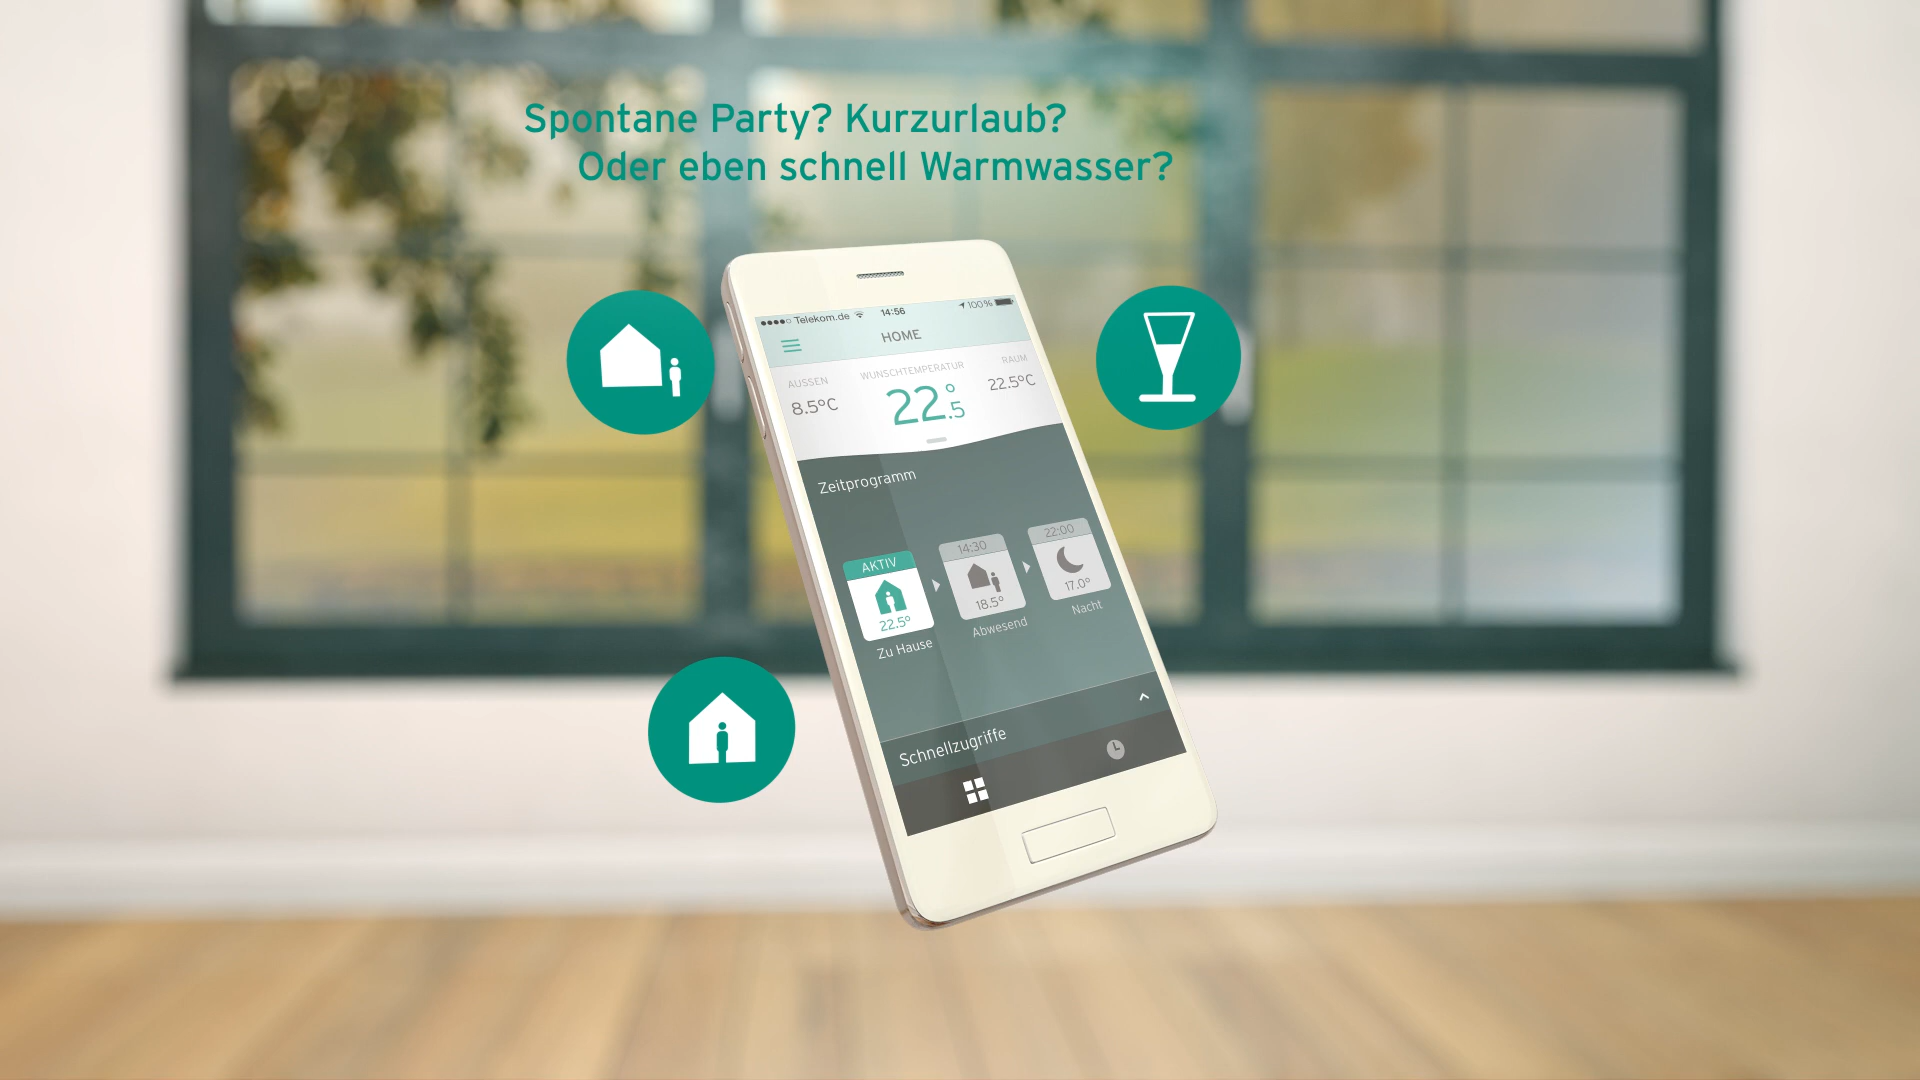 Spontane Party? Kurzurlaub?
Oder eben schnell Warmwasser?
Telekom.de 14:56 100%
HOME
AUSSEN WUNSCHTEMPERATUR RAUM
8.5°C 22.5° 22.5°C
Zeitprogramm
AKTIV 14:30 22:00
22.5° 18.5° 17.0°
Zu Hause Abwesend Nacht
Schnellzugriffe